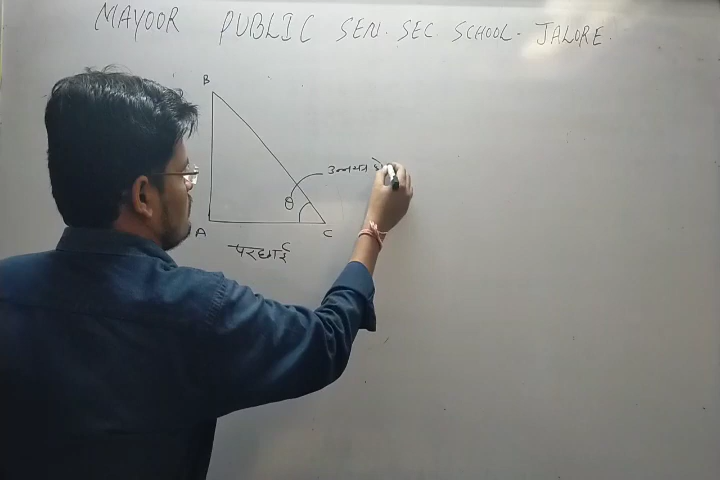 MAYOOR PUBLIC SEN. SEC. SCHOOL. JALORE.
B
θ
A
C
परछाई